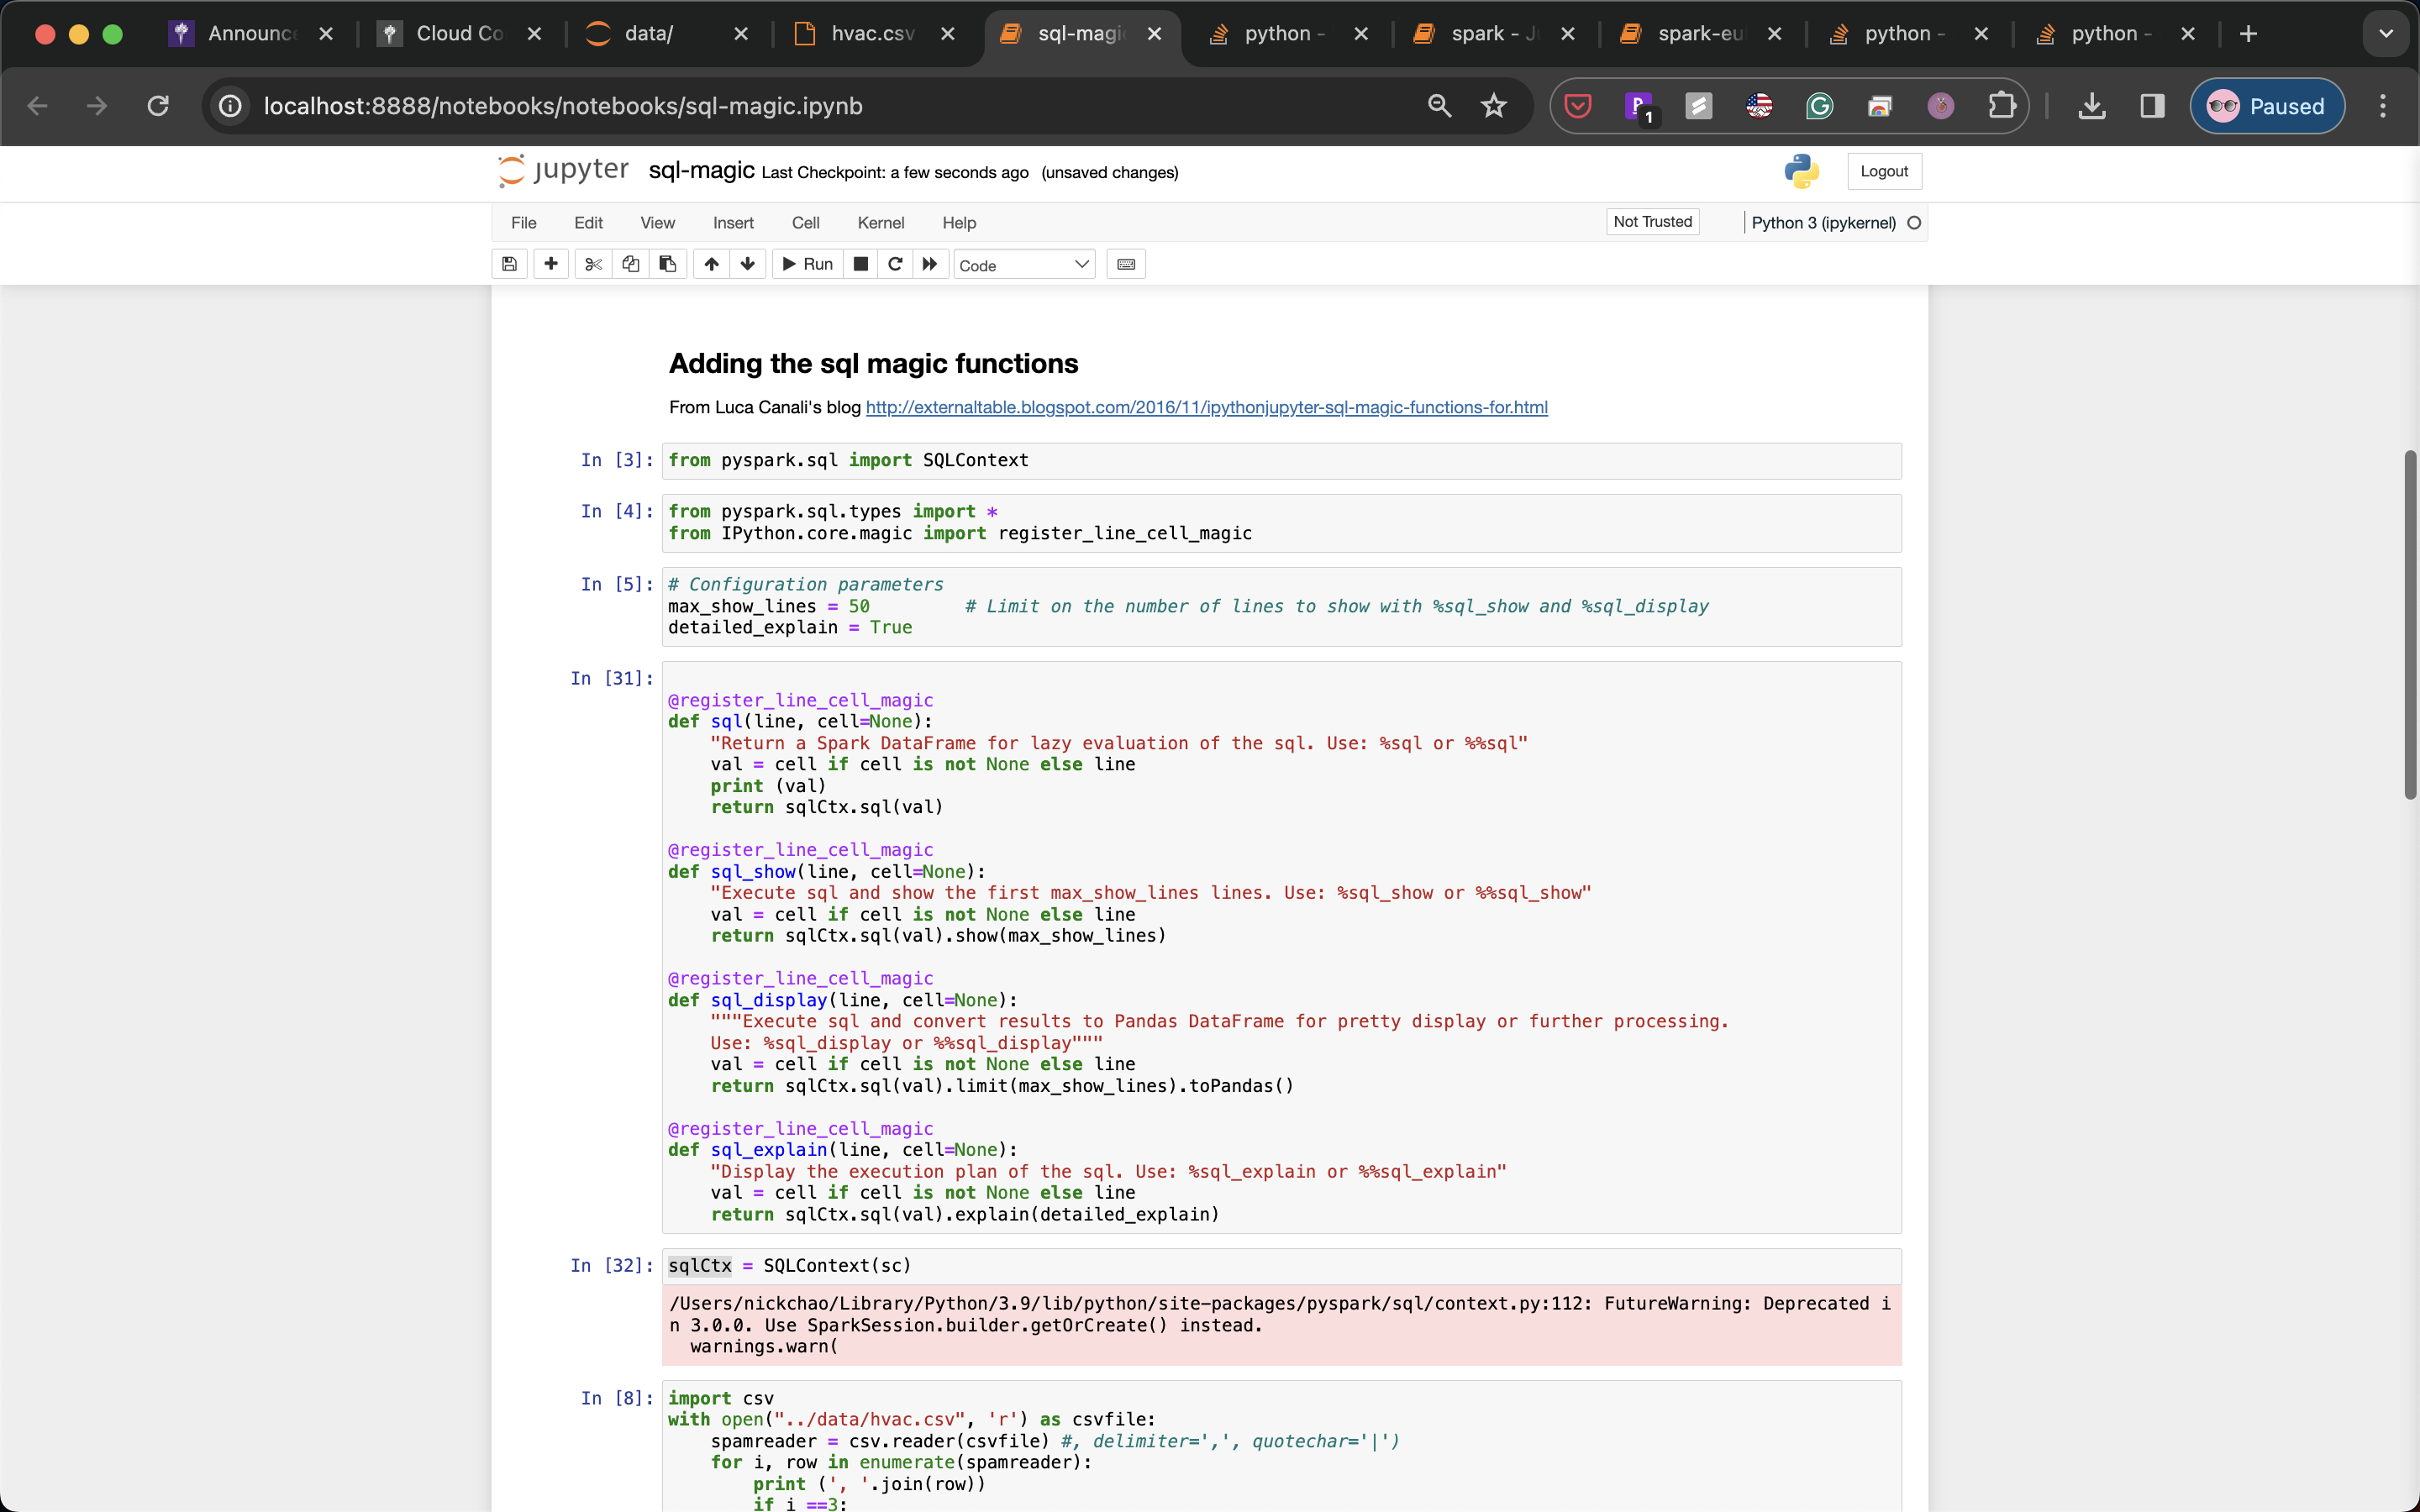 Announc
Cloud Co
data/
hvac.csv
sql-magi
python -
spark - J
spark-eu
python -
python -
localhost:8888/notebooks/notebooks/sql-magic.ipynb
1
Paused
jupyter sql-magic Last Checkpoint: a few seconds ago (unsaved changes)
Logout
File Edit View Insert Cell Kernel Help
Not Trusted
Python 3 (ipykernel)
Run
Code
Adding the sql magic functions
From Luca Canali's blog http://externaltable.blogspot.com/2016/11/ipythonjupyter-sql-magic-functions-for.html
In [3]: from pyspark.sql import SQLContext
In [4]: from pyspark.sql.types import *
from IPython.core.magic import register_line_cell_magic
In [5]: # Configuration parameters
max_show_lines = 50         # Limit on the number of lines to show with %sql_show and %sql_display
detailed_explain = True
In [31]:
@register_line_cell_magic
def sql(line, cell=None):
    "Return a Spark DataFrame for lazy evaluation of the sql. Use: %sql or %%sql"
    val = cell if cell is not None else line
    print (val)
    return sqlCtx.sql(val)
@register_line_cell_magic
def sql_show(line, cell=None):
    "Execute sql and show the first max_show_lines lines. Use: %sql_show or %%sql_show"
    val = cell if cell is not None else line
    return sqlCtx.sql(val).show(max_show_lines)
@register_line_cell_magic
def sql_display(line, cell=None):
    """Execute sql and convert results to Pandas DataFrame for pretty display or further processing.
    Use: %sql_display or %%sql_display"""
    val = cell if cell is not None else line
    return sqlCtx.sql(val).limit(max_show_lines).toPandas()
@register_line_cell_magic
def sql_explain(line, cell=None):
    "Display the execution plan of the sql. Use: %sql_explain or %%sql_explain"
    val = cell if cell is not None else line
    return sqlCtx.sql(val).explain(detailed_explain)
In [32]: sqlCtx = SQLContext(sc)
/Users/nickchao/Library/Python/3.9/lib/python/site-packages/pyspark/sql/context.py:112: FutureWarning: Deprecated i
n 3.0.0. Use SparkSession.builder.getOrCreate() instead.
  warnings.warn(
In [8]: import csv
with open("../data/hvac.csv", 'r') as csvfile:
    spamreader = csv.reader(csvfile) #, delimiter=',', quotechar='|')
    for i, row in enumerate(spamreader):
        print (', '.join(row))
        if i ==3: